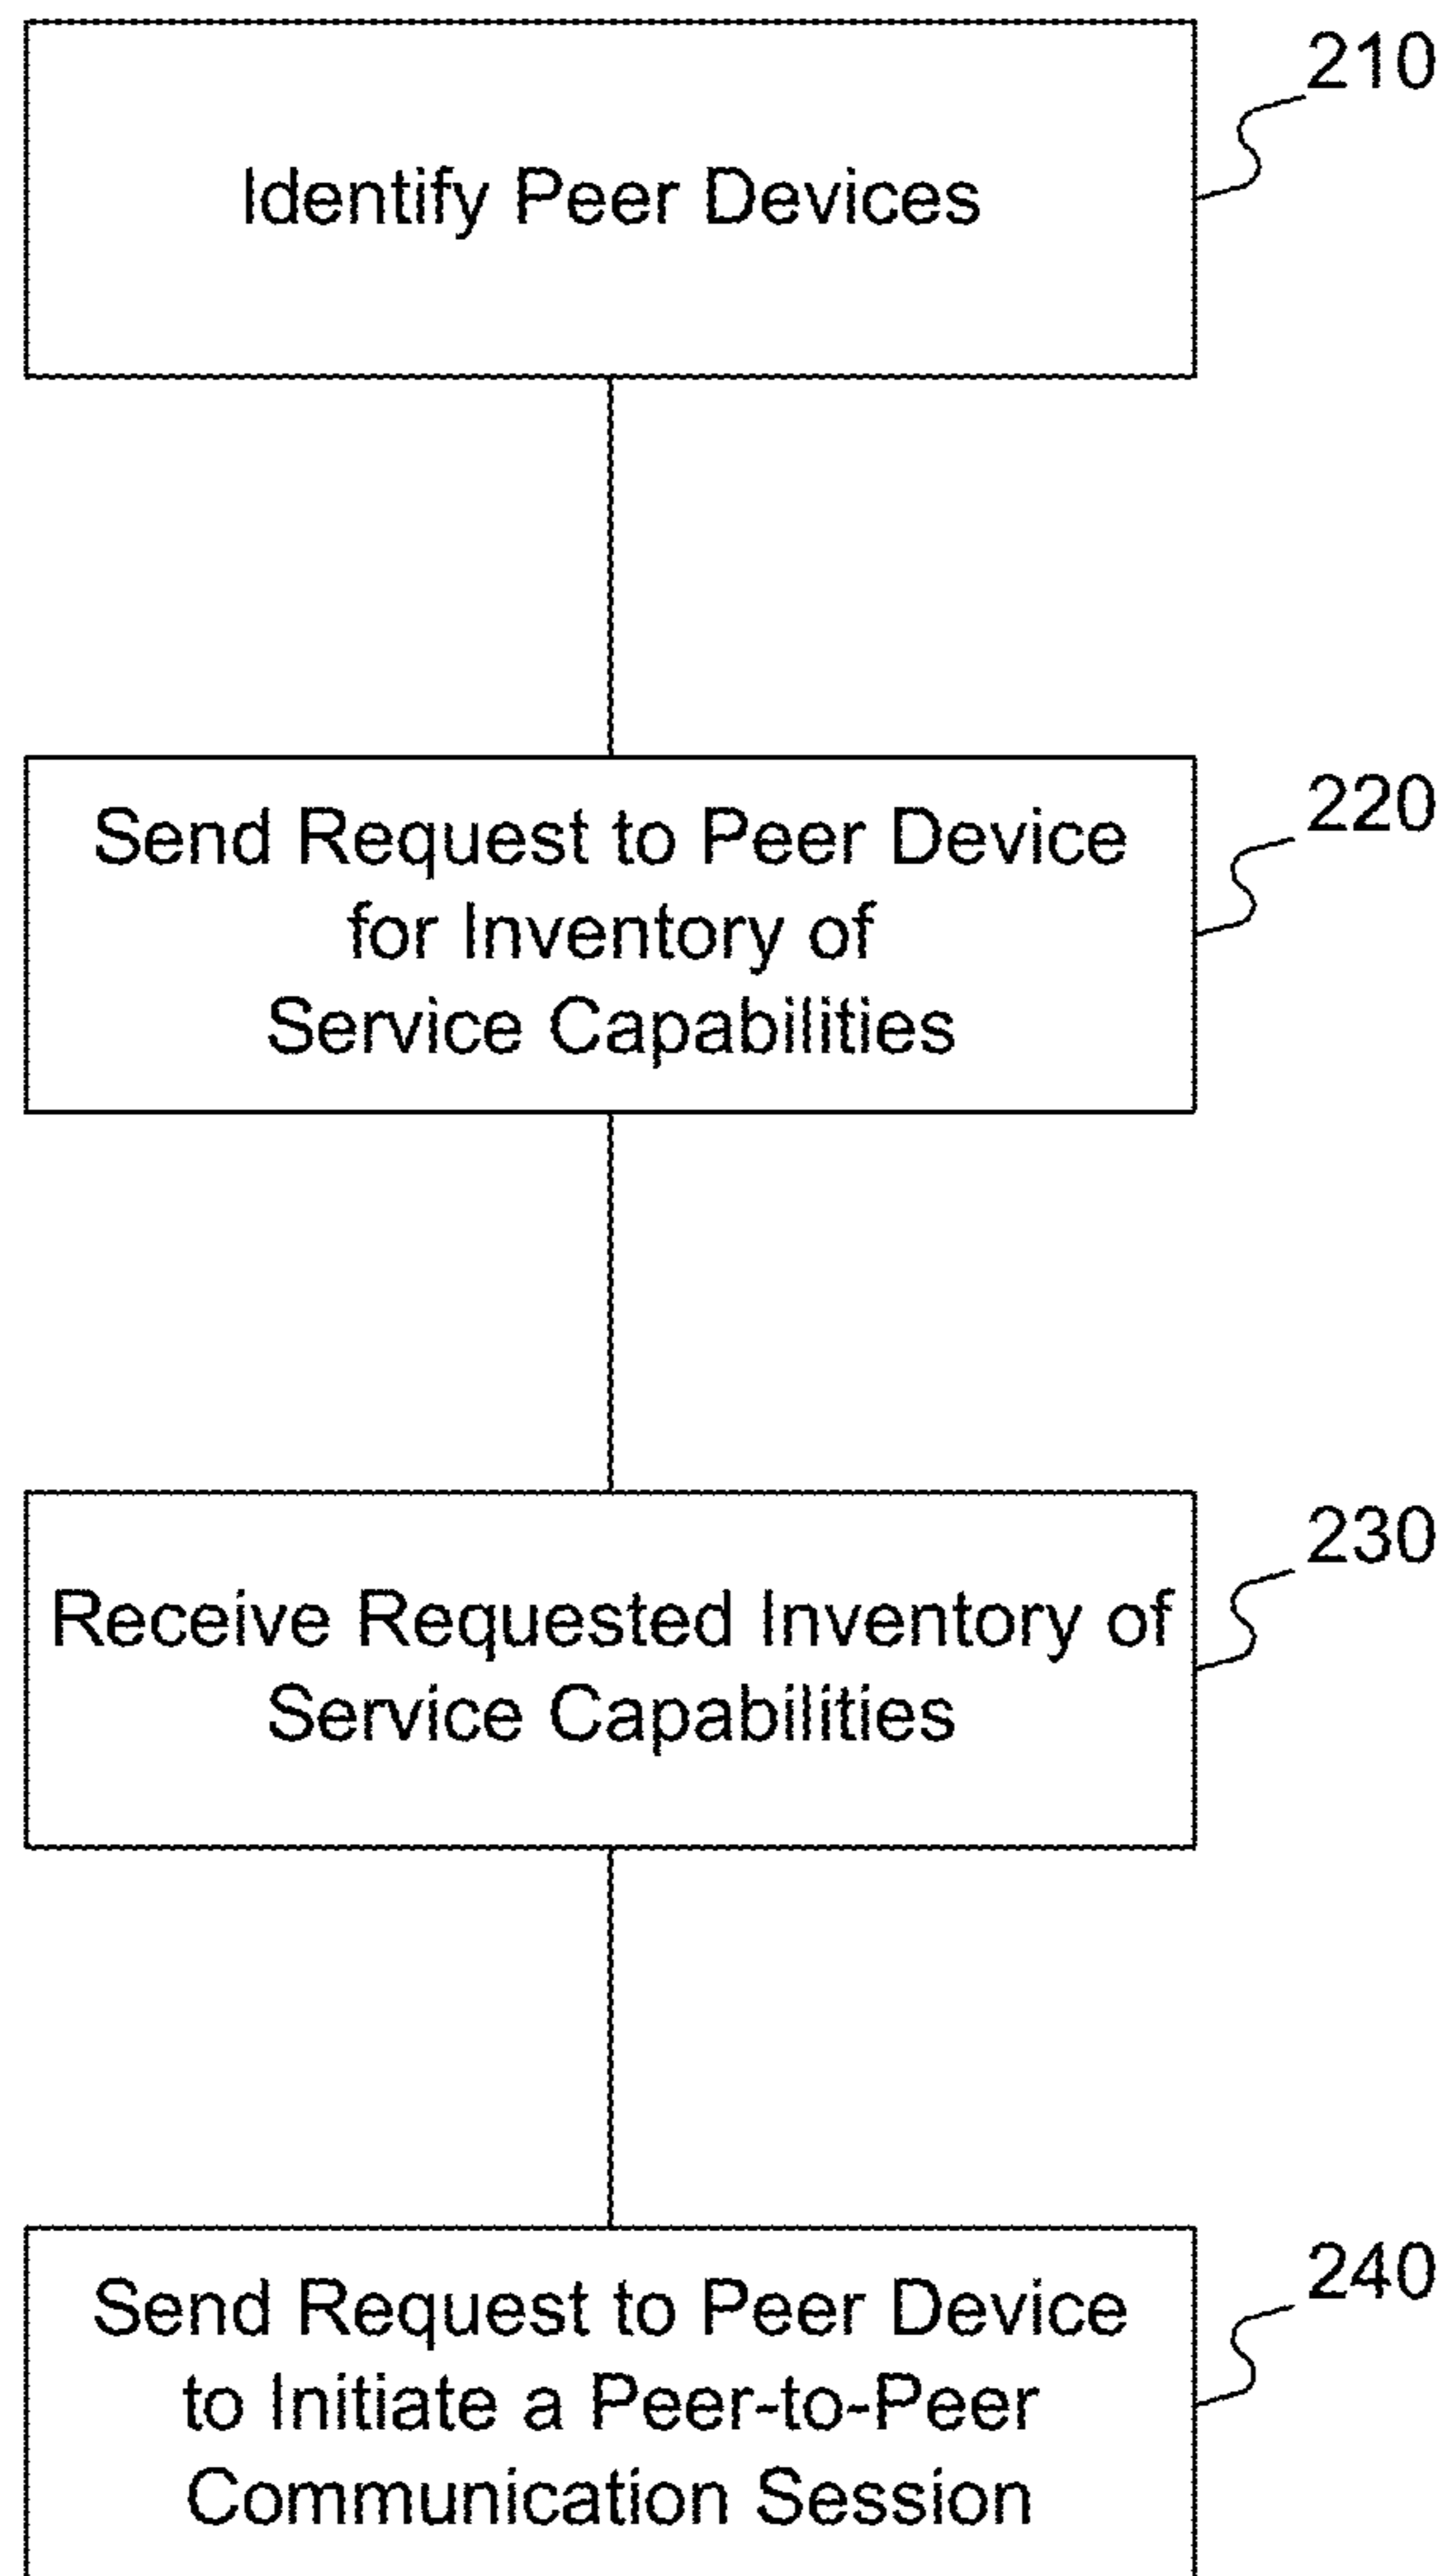 210
Identify Peer Devices
220
Send Request to Peer Device
for Inventory of
Service Capabilities
230
Receive Requested Inventory of
Service Capabilities
240
Send Request to Peer Device
to Initiate a Peer-to-Peer
Communication Session